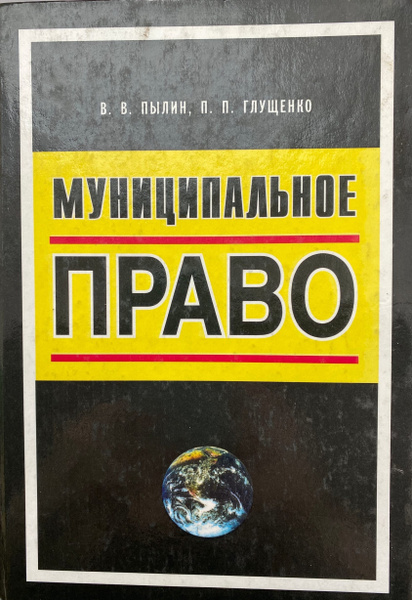 В. В. ПЫЛИН, П. П. ГЛУЩЕНКО
МУНИЦИПАЛЬНОЕ
ПРАВО